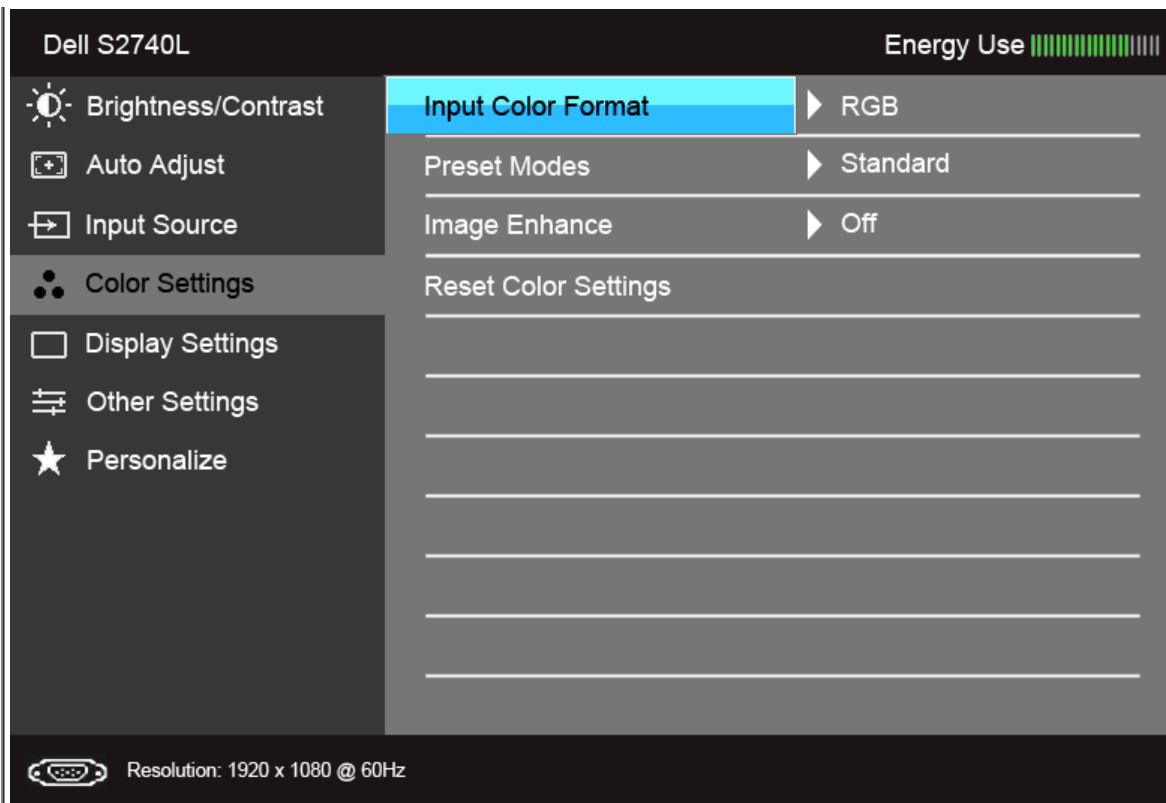 Dell S2740L Energy Use
Brightness/Contrast Input Color Format RGB
Auto Adjust Preset Modes Standard
Input Source Image Enhance Off
Color Settings Reset Color Settings
Display Settings
Other Settings
Personalize
Resolution: 1920 x 1080 @ 60Hz